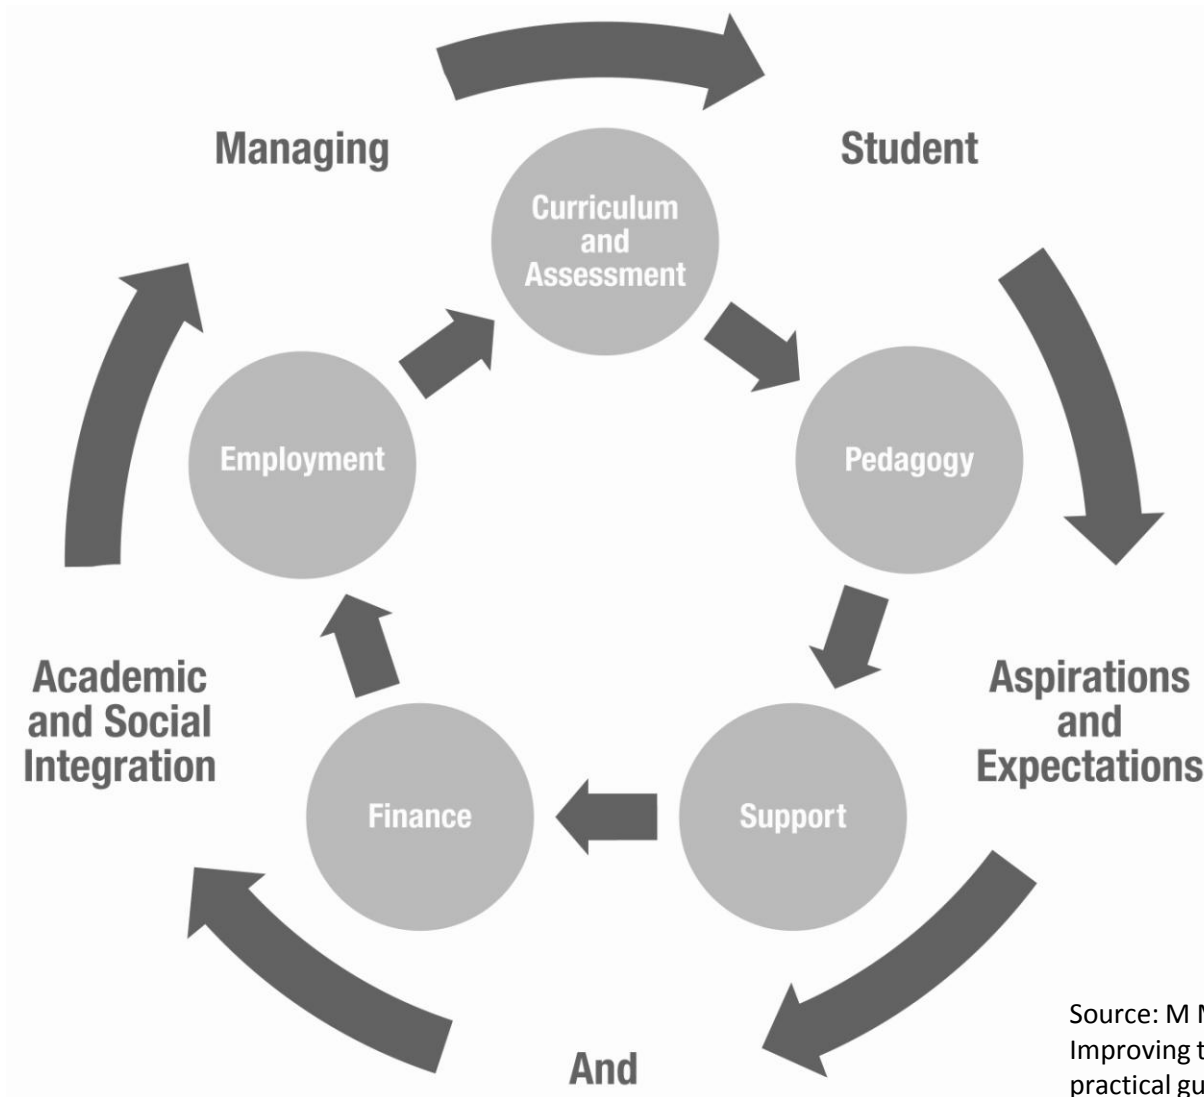 Managing
Student
Curriculum
and
Assessment
Employment
Pedagogy
Academic
and Social
Integration
Aspirations
and
Expectations
Finance
Support
And
Source: M
Improving
practical